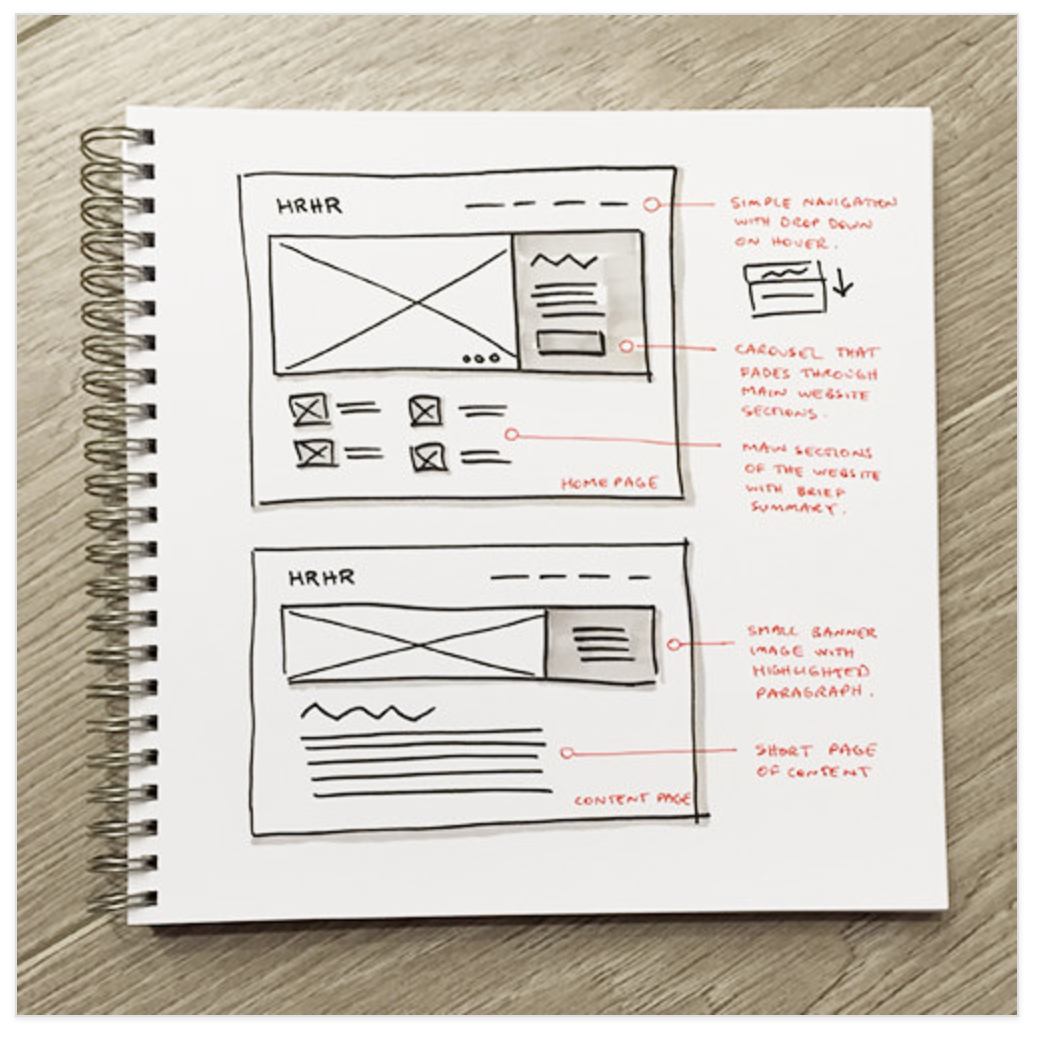 HRHR
SIMPLE NAVIGATION
WITH DROP DOWN
ON HOVER.
CAROUSEL THAT
FADES THROUGH
MAIN WEBSITE
SECTIONS.
MAIN SECTIONS
OF THE WEBSITE
WITH BRIEF
SUMMARY.
HOME PAGE
HRHR
SMALL BANNER
IMAGE WITH
HIGHLIGHTED
PARAGRAPH.
SHORT PAGE
OF CONTENT
CONTENT PAGE